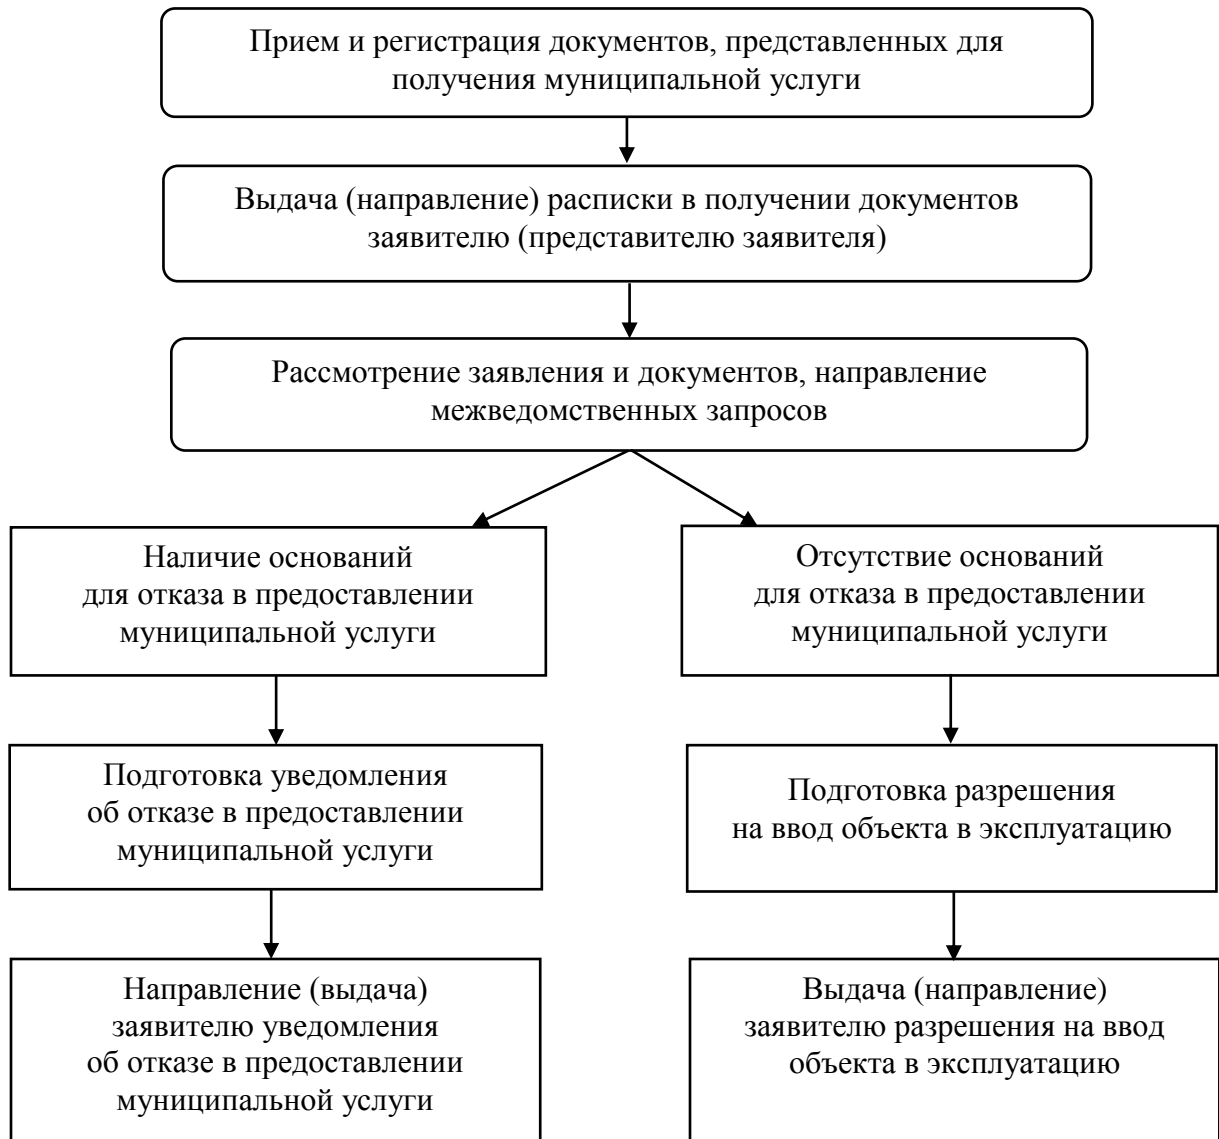 Прием и регистрация документов, представленных для
получения муниципальной услуги
Выдача (направление) расписки в получении документов
заявителю (представителю заявителя)
Рассмотрение заявления и документов, направление
межведомственных запросов
Наличие оснований
для отказа в предоставлении
муниципальной услуги
Отсутствие оснований
для отказа в предоставлении
муниципальной услуги
Подготовка уведомления
об отказе в предоставлении
муниципальной услуги
Подготовка разрешения
на ввод объекта в эксплуатацию
Направление (выдача)
заявителю уведомления
об отказе в предоставлении
муниципальной услуги
Выдача (направление)
заявителю разрешения на ввод
объекта в эксплуатацию